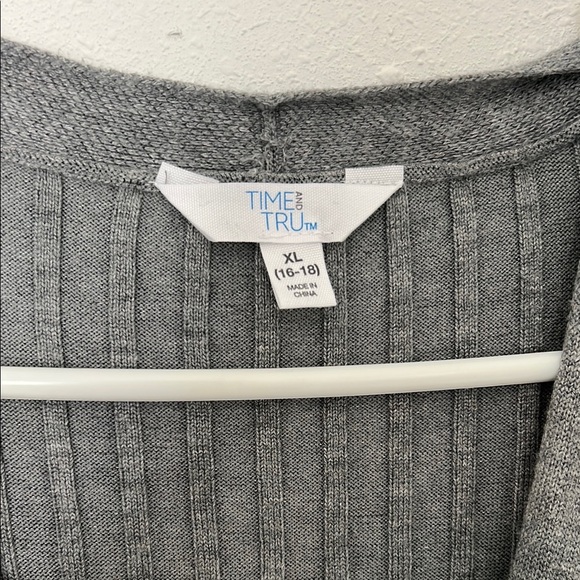 TIME AND
TRU™
XL
(16-18)
MADE IN
CHINA